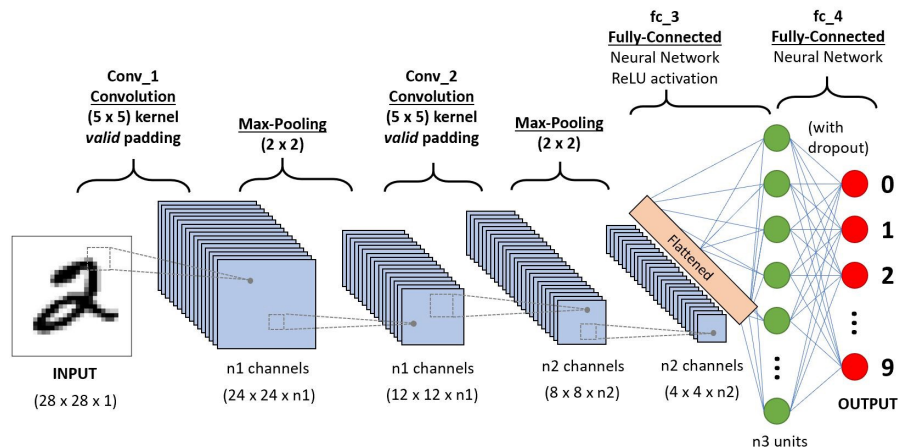 Conv_1
Convolution
(5 x 5) kernel
valid padding
Max-Pooling
(2 x 2)
Conv_2
Convolution
(5 x 5) kernel
valid padding
Max-Pooling
(2 x 2)
fc_3
Fully-Connected
Neural Network
ReLU activation
fc_4
Fully-Connected
Neural Network
(with
dropout)
Flattened
0
1
2
9
OUTPUT
2
INPUT
(28 x 28 x 1)
n1 channels
(24 x 24 x n1)
n1 channels
(12 x 12 x n1)
n2 channels
(8 x 8 x n2)
n2 channels
(4 x 4 x n2)
n3 units